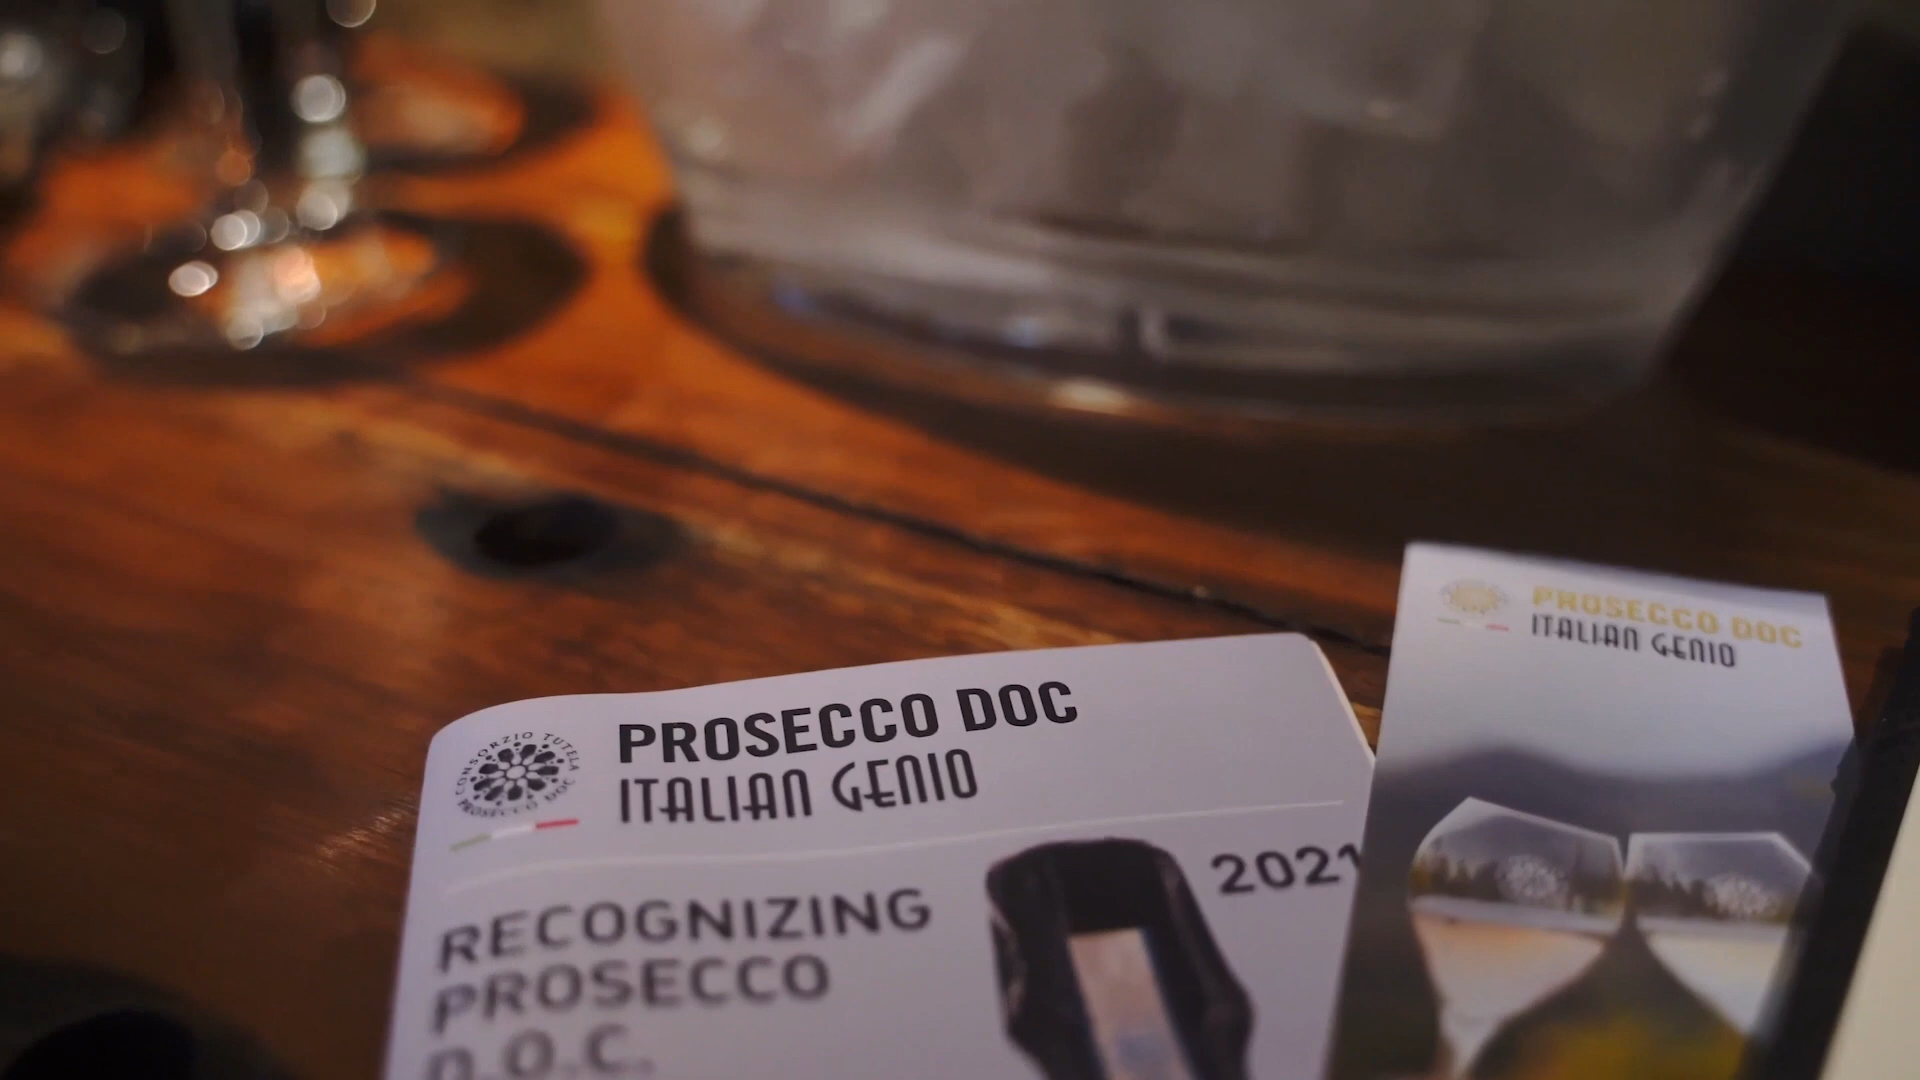 CONSORZIO TUTELA
PROSECCO DOC
PROSECCO DOC
ITALIAN GENIO
2021
RECOGNIZING
PROSECCO
D.O.C.
PROSECCO DOC
ITALIAN GENIO